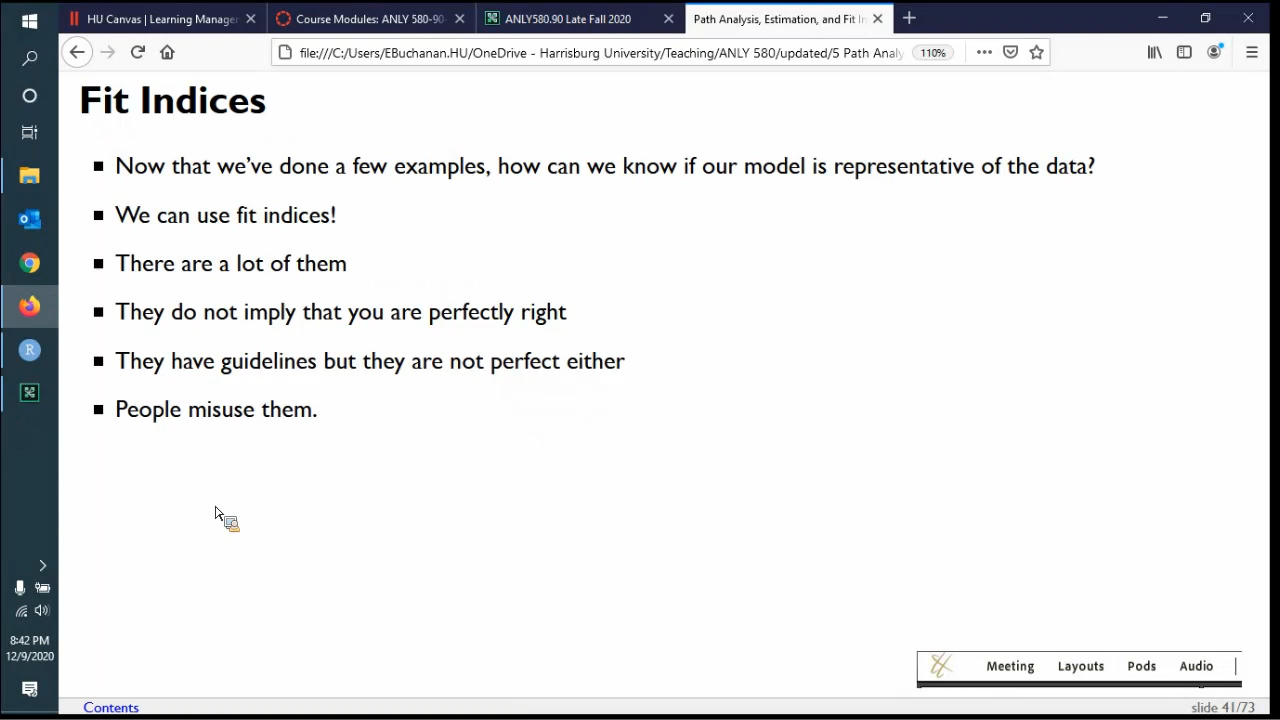 HU Canvas | Learning Manage
Course Modules: ANLY 580-90-
ANLY580.90 Late Fall 2020
Path Analysis, Estimation, and Fit In
file:///C:/Users/EBuchanan.HU/OneDrive - Harrisburg University/Teaching/ANLY 580/updated/5 Path Analy
110%
Fit Indices
Now that we've done a few examples, how can we know if our model is representative of the data?
We can use fit indices!
There are a lot of them
They do not imply that you are perfectly right
They have guidelines but they are not perfect either
People misuse them.
8:42 PM
12/9/2020
Meeting Layouts Pods Audio
Contents
slide 41/73